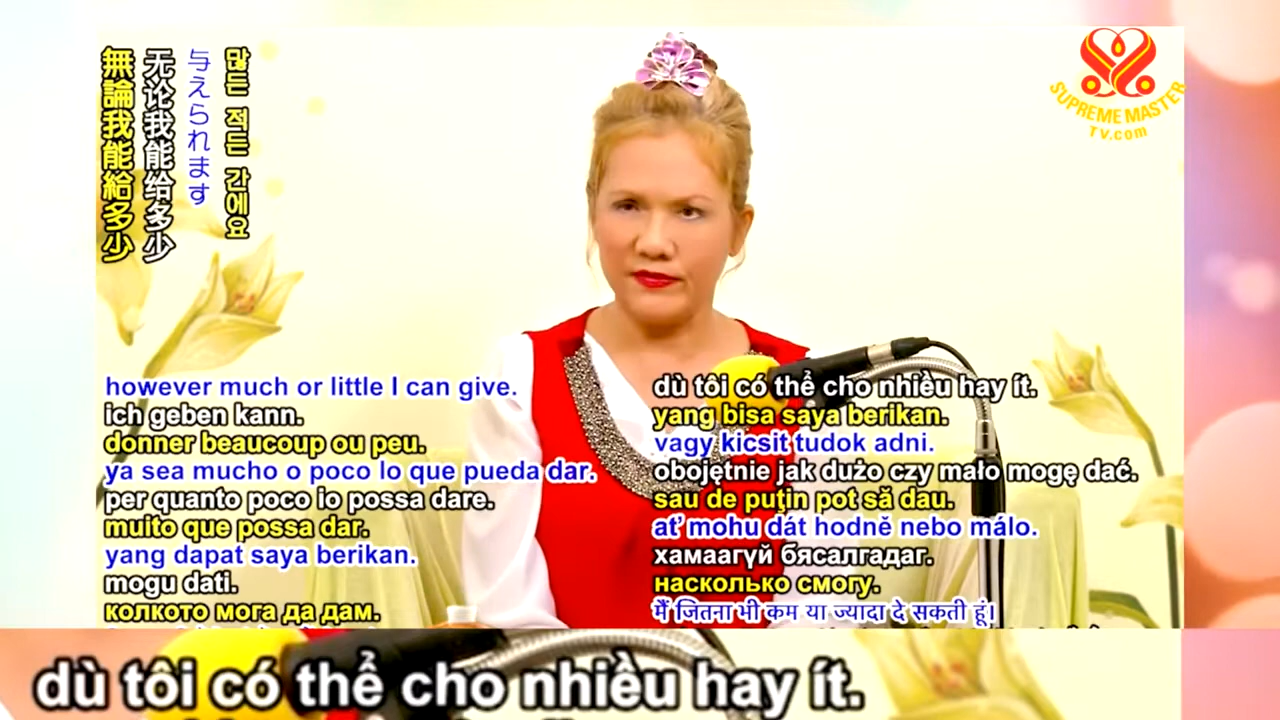 無論我能給多少
无论我能给多少
与えられます
많든 적든 간에요
SUPREME MASTER
TV.com
however much or little I can give.
ich geben kann.
donner beaucoup ou peu.
ya sea mucho o poco lo que pueda dar.
per quanto poco io possa dare.
muito que possa dar.
yang dapat saya berikan.
mogu dati.
колкото мога да дам.
dù tôi có thể cho nhiều hay ít.
yang bisa saya berikan.
vagy kicsit tudok adni.
obojętnie jak dużo czy mało mogę dać.
sau de puţin pot să dau.
ať mohu dát hodně nebo málo.
хамаагүй бясалгадаг.
насколько смогу.
मैं जितना भी कम या ज्यादा दे सकती हूं।
dù tôi có thể cho nhiều hay ít.